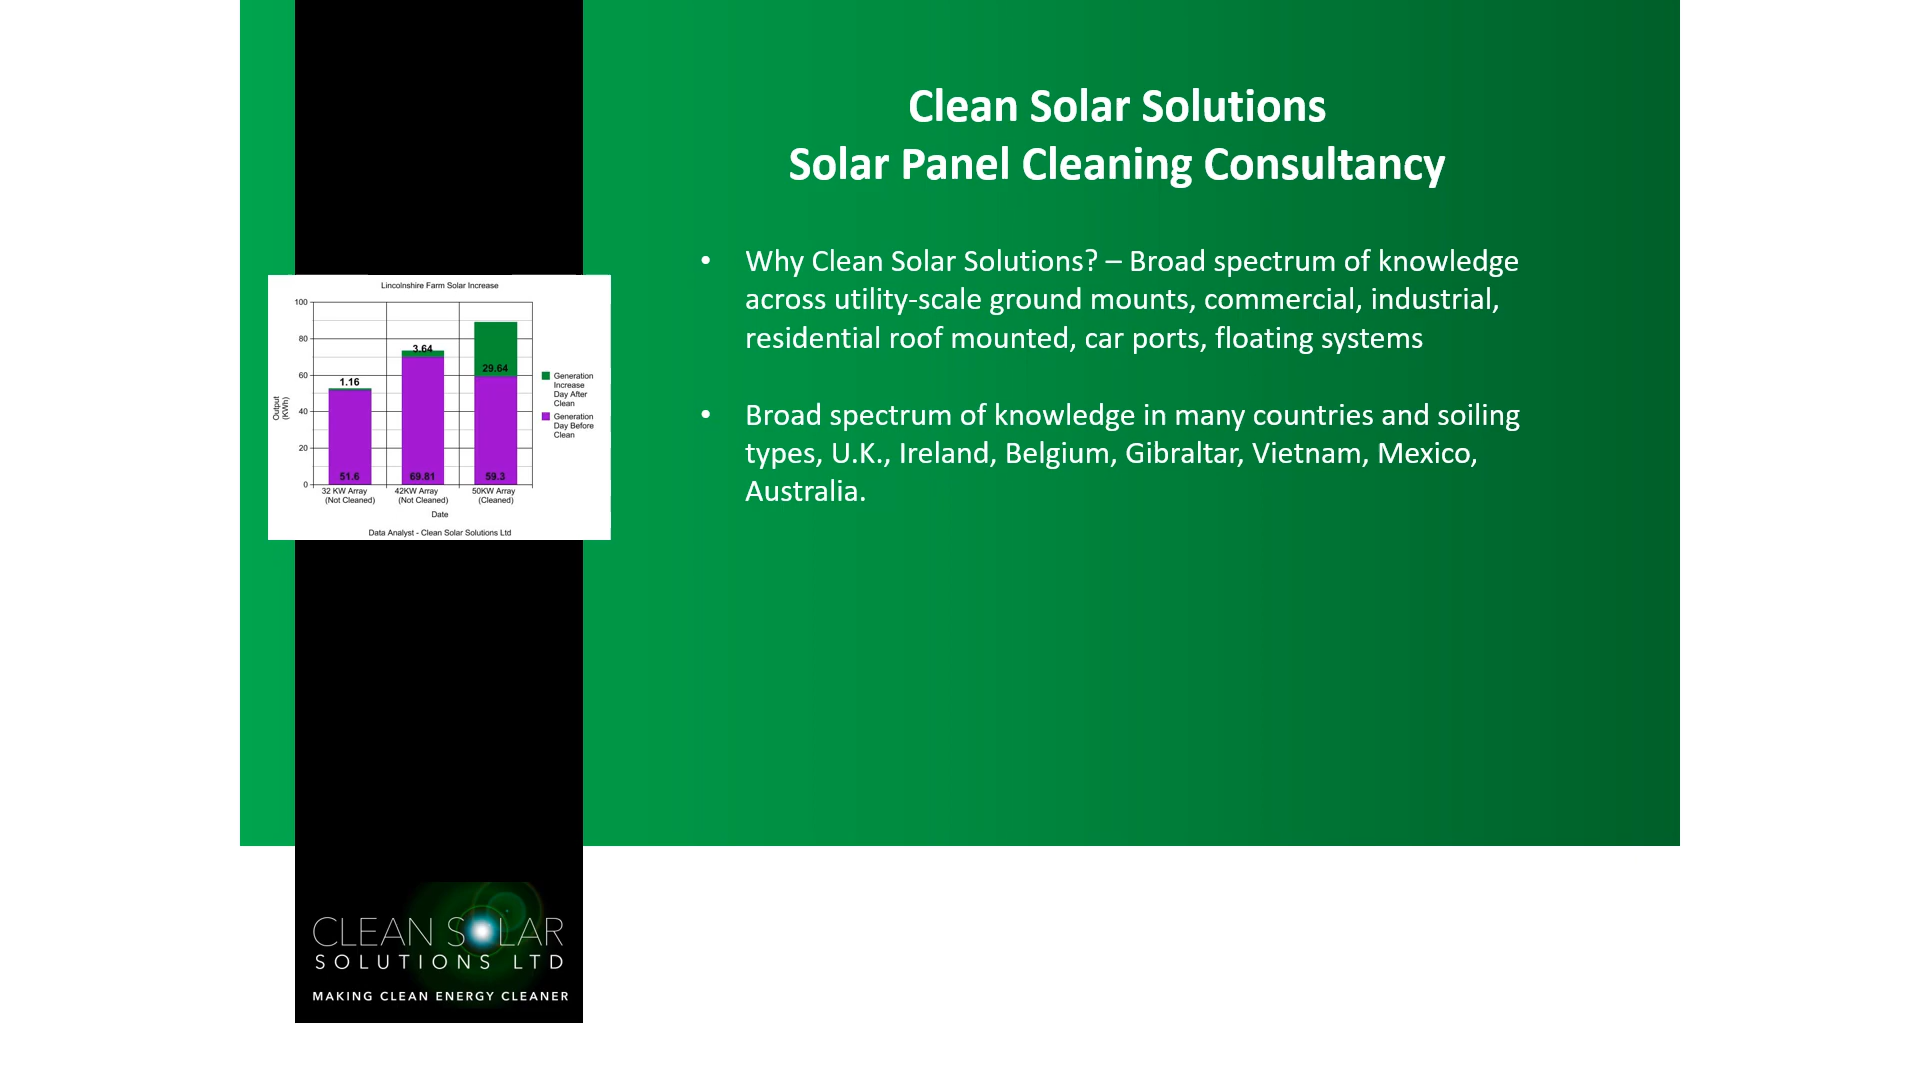 Clean Solar Solutions
Solar Panel Cleaning Consultancy
• Why Clean Solar Solutions? – Broad spectrum of knowledge
across utility-scale ground mounts, commercial, industrial,
residential roof mounted, car ports, floating systems
• Broad spectrum of knowledge in many countries and soiling
types, U.K., Ireland, Belgium, Gibraltar, Vietnam, Mexico,
Australia.
Lincolnshire Farm Solar Increase
100
80
60
40
20
0
Output
(KWh)
1.16
3.64
29.64
51.6
69.81
59.3
32 KW Array
(Not Cleaned)
42KW Array
(Not Cleaned)
50KW Array
(Cleaned)
Date
Generation
Increase
Day After
Clean
Generation
Day Before
Clean
Data Analyst - Clean Solar Solutions Ltd
CLEAN SOLAR
SOLUTIONS LTD
MAKING CLEAN ENERGY CLEANER